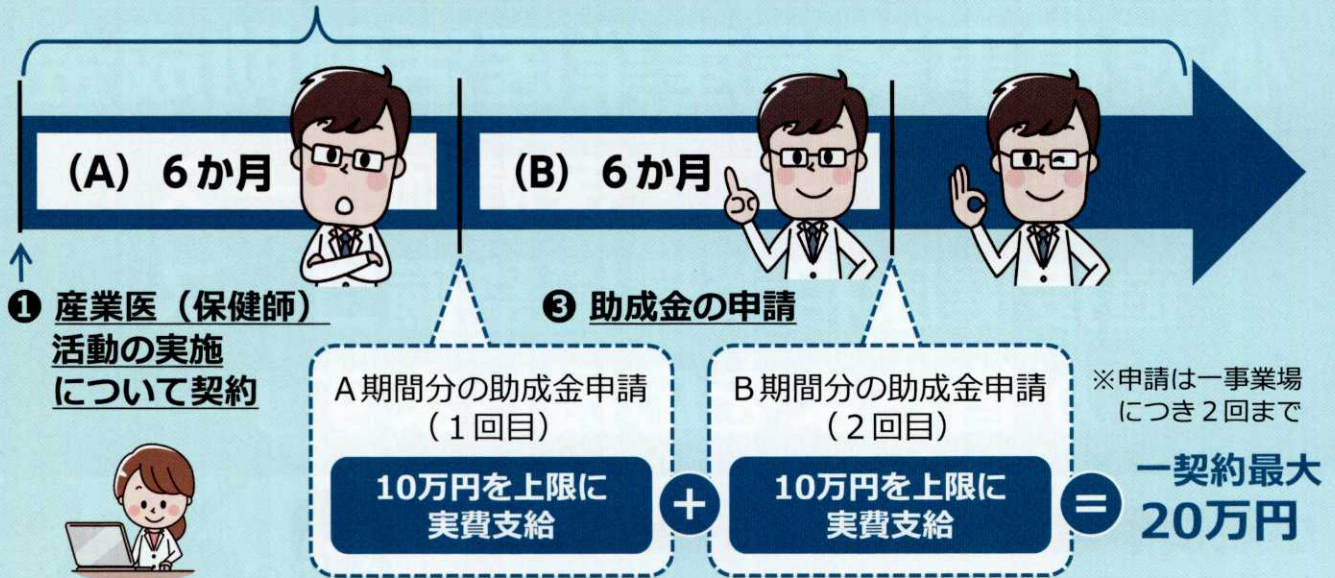 (A) 6か月
(B) 6か月
❶ 産業医（保健師）
活動の実施
について契約
❸ 助成金の申請
A期間分の助成金申請
（1回目）
10万円を上限に
実費支給
＋
B期間分の助成金申請
（2回目）
10万円を上限に
実費支給
＝
※申請は一事業場
につき2回まで
一契約最大
20万円